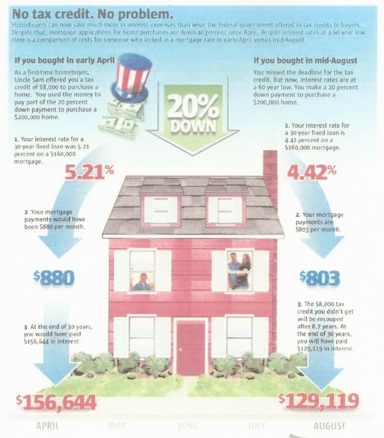 No tax credit. No problem.
Homebuyers can now save much more in interest expenses than what the federal government offered in tax credits to buyers.
Despite that, mortgage applications for home purchases are down 40 percent since April, despite interest rates at a 60-year low.
Here is a comparison of costs for someone who locked in a mortgage rate in early April versus mid-August.
If you bought in early April
As a first-time homebuyer,
Uncle Sam offered you a tax
credit of $8,000 to purchase a
home. You used the money to
pay part of the 20 percent
down payment to purchase a
$200,000 home.
1. Your interest rate for a
30-year fixed loan was 5.21
percent on a $160,000
mortgage.
5.21%
2. Your mortgage
payments would have
been $880 per month.
$880
3. At the end of 30 years,
you would have paid
$156,644 in interest.
$156,644
20%
DOWN
If you bought in mid-August
You missed the deadline for the tax
credit. But now, interest rates are at
a 60-year low. You make a 20 percent
down payment to purchase a
$200,000 home.
1. Your interest rate for
a 30-year fixed loan is
4.42 percent on a
$160,000 mortgage.
4.42%
2. Your mortgage
payments are
$803 per month.
$803
3. The $8,000 tax
credit you didn't get
will be recouped
after 8.7 years. At
the end of 30 years,
you will have paid
$129,119 in interest.
$129,119
APRIL MAY JUNE JULY AUGUST